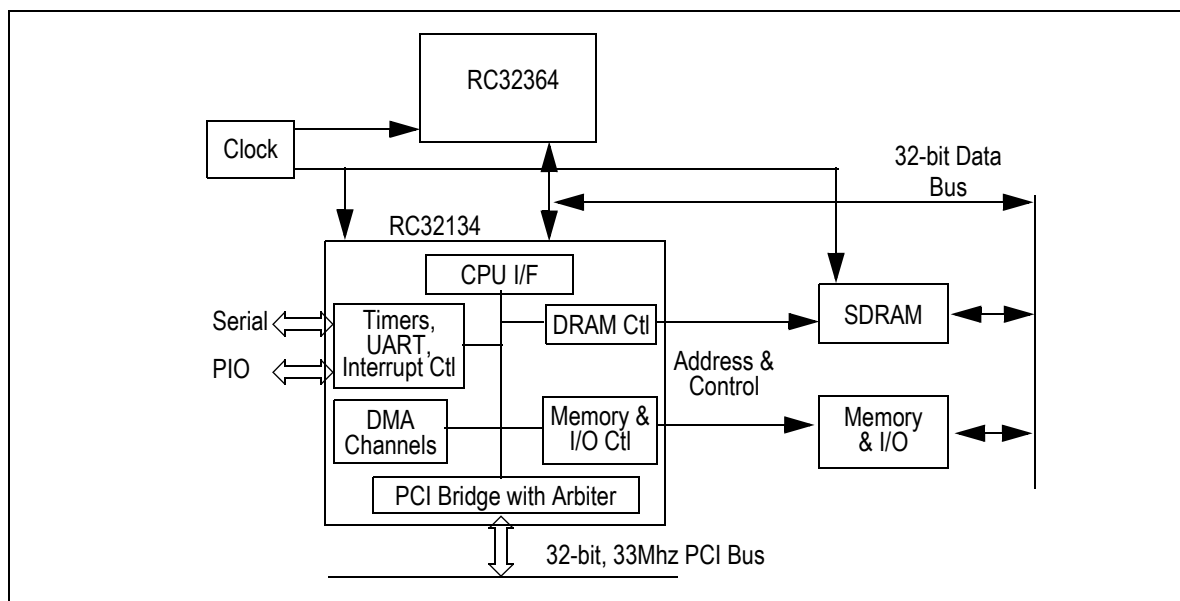 RC32364
Clock
32-bit Data
Bus
RC32134
CPU I/F
Serial
PIO
Timers,
UART,
Interrupt Ctl
DRAM Ctl
SDRAM
Address &
Control
DMA
Channels
Memory &
I/O Ctl
Memory
& I/O
PCI Bridge with Arbiter
32-bit, 33Mhz PCI Bus